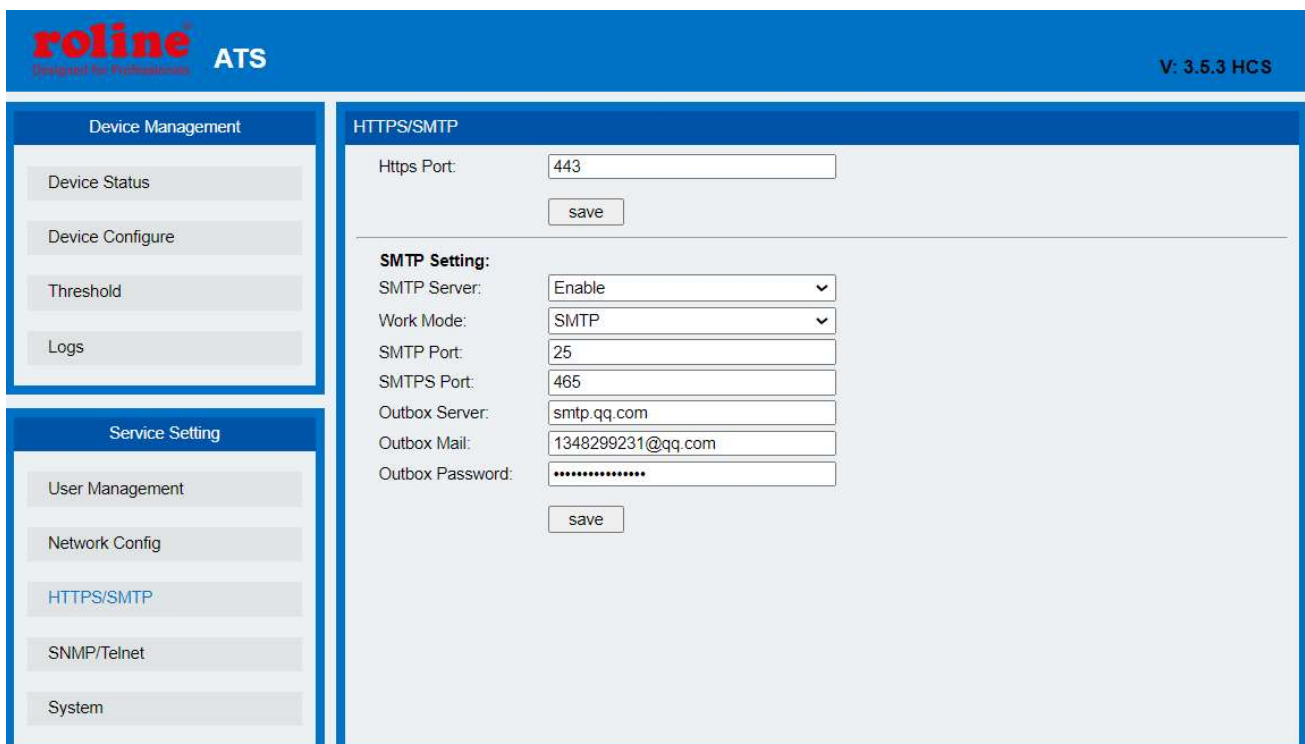 roline®
Designed for Professionals
ATS
V: 3.5.3 HCS
Device Management
Device Status
Device Configure
Threshold
Logs
Service Setting
User Management
Network Config
HTTPS/SMTP
SNMP/Telnet
System
HTTPS/SMTP
Https Port: 443
save
SMTP Setting:
SMTP Server: Enable
Work Mode: SMTP
SMTP Port: 25
SMTPS Port: 465
Outbox Server: smtp.qq.com
Outbox Mail: 1348299231@qq.com
Outbox Password: ••••••••••••••••
save